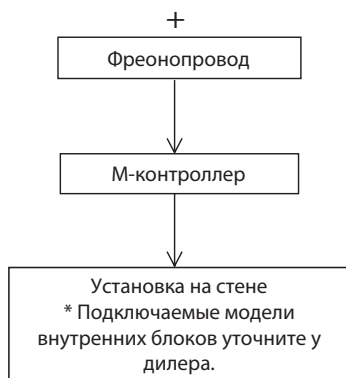 +
Фреонопровод
М-контроллер
Установка на стене
* Подключаемые модели
внутренних блоков уточните у
дилера.